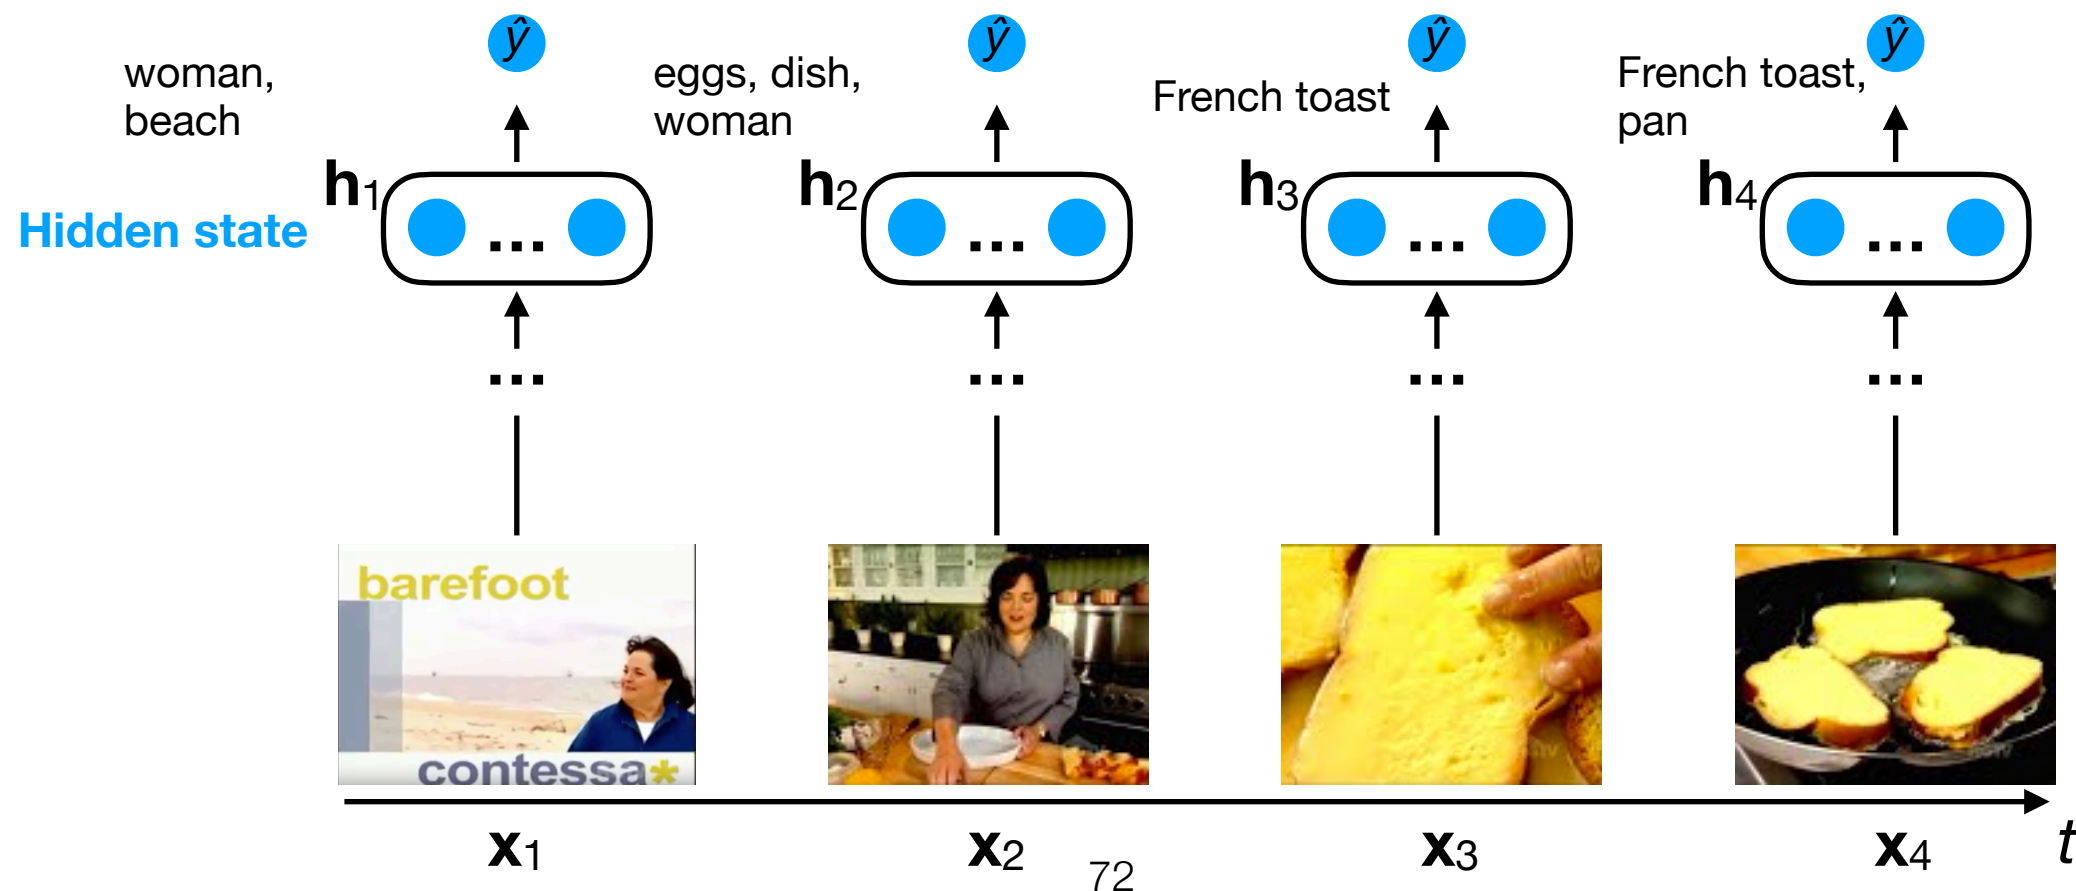 ŷ ŷ ŷ ŷ
woman,
beach
eggs, dish,
woman
French toast
French toast,
pan
h1 h2 h3 h4
Hidden state
... ... ... ...
... ... ... ...
barefoot
contessa*
x1 x2 x3 x4 t
72